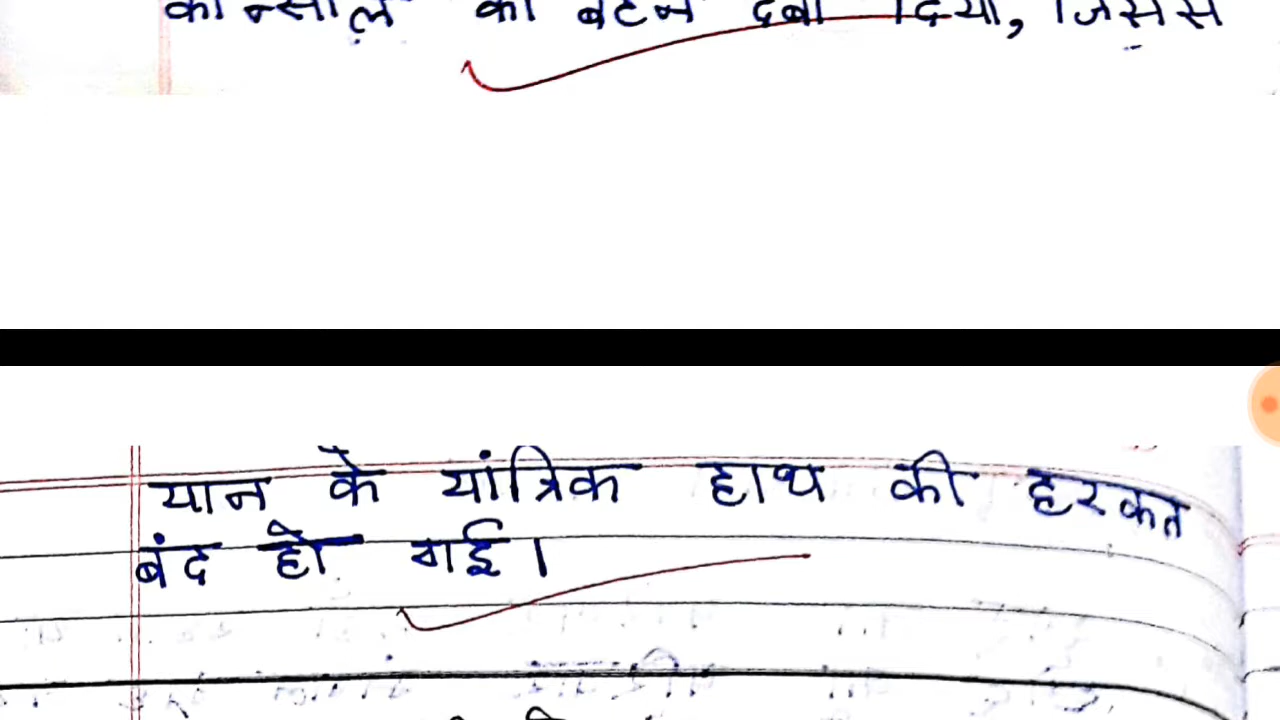 कॉन्सोल का बटन दबा दिया, जिससे
यान के यांत्रिक हाथ की हरकत
बंद हो गई।